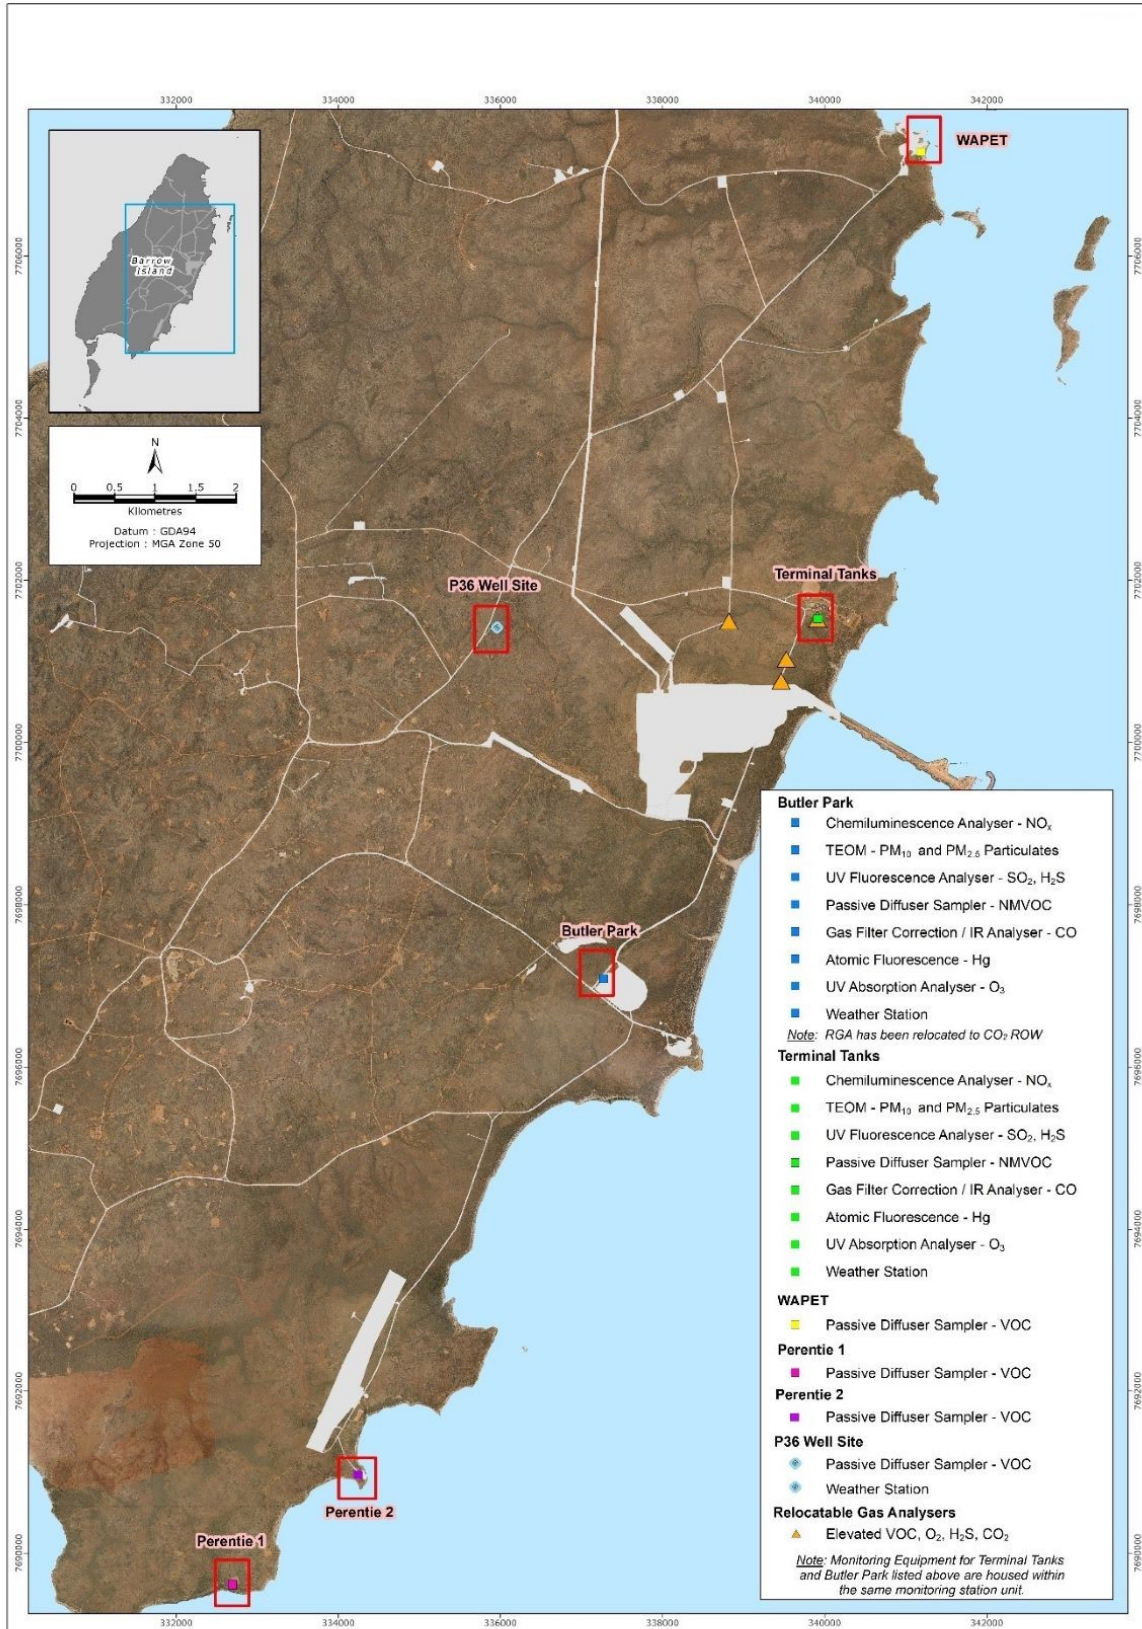 332000
334000
336000
338000
340000
342000
WAPET
Barrow
Island
7706000
7706000
7704000
7704000
N
0 0.5 1 1.5 2
Kilometres
Datum : GDA94
Projection : MGA Zone 50
7702000
7702000
P36 Well Site
Terminal Tanks
7700000
7700000
7698000
7698000
Butler Park
7696000
7696000
7694000
7694000
7692000
7692000
Perentie 2
Perentie 1
7690000
7690000
Butler Park
Chemiluminescence Analyser - NOₓ
TEOM - PM₁₀ and PM₂.₅ Particulates
UV Fluorescence Analyser - SO₂, H₂S
Passive Diffuser Sampler - NMVOC
Gas Filter Correction / IR Analyser - CO
Atomic Fluorescence - Hg
UV Absorption Analyser - O₃
Weather Station
Note: RGA has been relocated to CO₂ ROW
Terminal Tanks
Chemiluminescence Analyser - NOₓ
TEOM - PM₁₀ and PM₂.₅ Particulates
UV Fluorescence Analyser - SO₂, H₂S
Passive Diffuser Sampler - NMVOC
Gas Filter Correction / IR Analyser - CO
Atomic Fluorescence - Hg
UV Absorption Analyser - O₃
Weather Station
WAPET
Passive Diffuser Sampler - VOC
Perentie 1
Passive Diffuser Sampler - VOC
Perentie 2
Passive Diffuser Sampler - VOC
P36 Well Site
Passive Diffuser Sampler - VOC
Weather Station
Relocatable Gas Analysers
Elevated VOC, O₂, H₂S, CO₂
Note: Monitoring Equipment for Terminal Tanks
and Butler Park listed above are housed within
the same monitoring station unit.
332000
334000
336000
338000
340000
342000